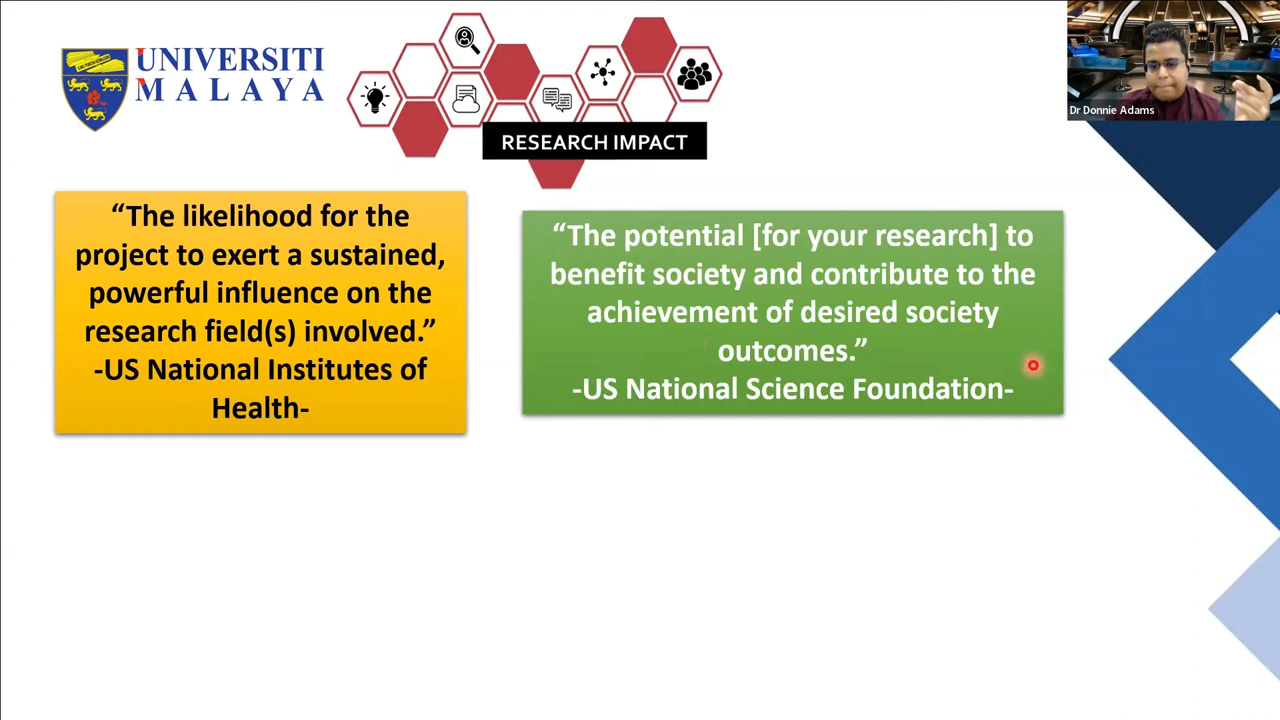 UNIVERSITI
MALAYA
RESEARCH IMPACT
Dr Donnie Adams
“The likelihood for the
project to exert a sustained,
powerful influence on the
research field(s) involved.”
-US National Institutes of
Health-
“The potential [for your research] to
benefit society and contribute to the
achievement of desired society
outcomes.”
-US National Science Foundation-